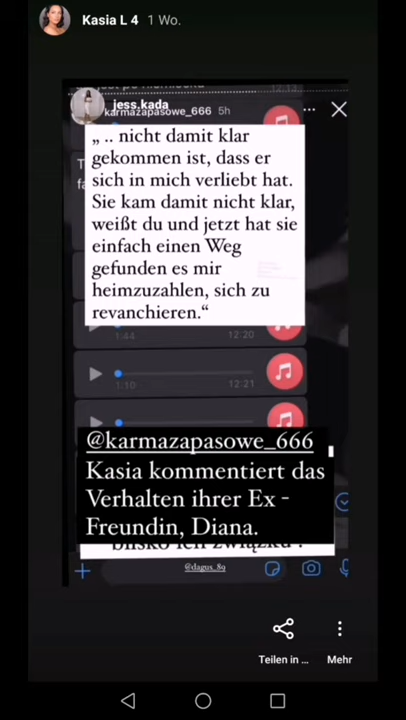 Kasia L 4 1 Wo.
12:13
jess.kada
karmazapasowe_666 5h
„ .. nicht damit klar
gekommen ist, dass er
sich in mich verliebt hat.
Sie kam damit nicht klar,
weißt du und jetzt hat sie
einfach einen Weg
gefunden es mir
heimzuzahlen, sich zu
revanchieren.“
1:44 12:20
1:10 12:21
@karmazapasowe_666
Kasia kommentiert das
Verhalten ihrer Ex -
Freundin, Diana.
@dagus_89
Teilen in ... Mehr